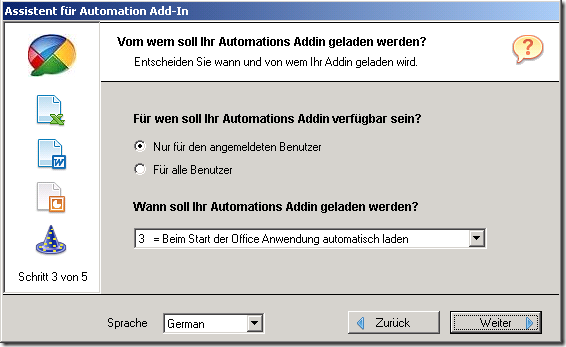 Assistent für Automation Add-In
Vom wem soll Ihr Automations Addin geladen werden?
Entscheiden Sie wann und von wem Ihr Addin geladen wird.
Für wen soll Ihr Automations Addin verfügbar sein?
Nur für den angemeldeten Benutzer
Für alle Benutzer
Wann soll Ihr Automations Addin geladen werden?
3 = Beim Start der Office Anwendung automatisch laden
Schritt 3 von 5
Sprache German Zurück Weiter